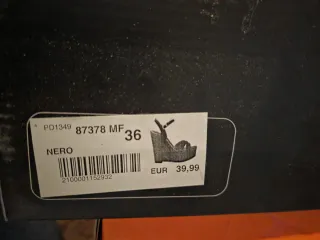 PO1349 87378 MF 36
NERO
2100001152932
EUR 39,99